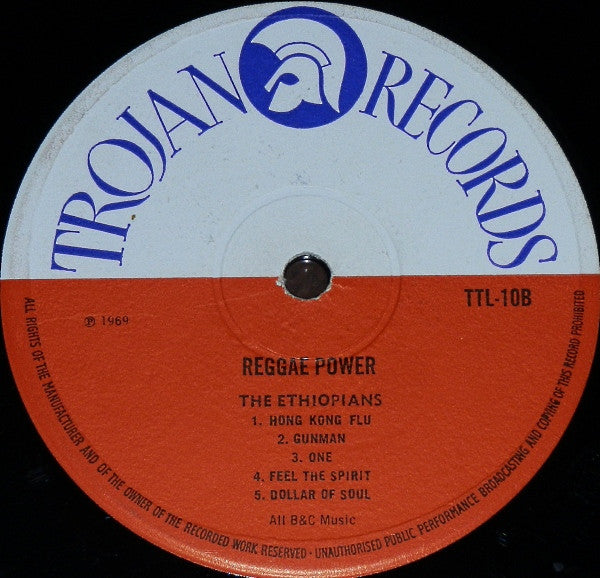 TROJAN RECORDS
TTL-10B
℗ 1969
REGGAE POWER
THE ETHIOPIANS
1. HONG KONG FLU
2. GUNMAN
3. ONE
4. FEEL THE SPIRIT
5. DOLLAR OF SOUL
All B&C Music
ALL RIGHTS OF THE MANUFACTURER AND OF THE OWNER OF THE RECORDED WORK RESERVED · UNAUTHORISED PUBLIC PERFORMANCE BROADCASTING AND COPYING OF THIS RECORD PROHIBITED